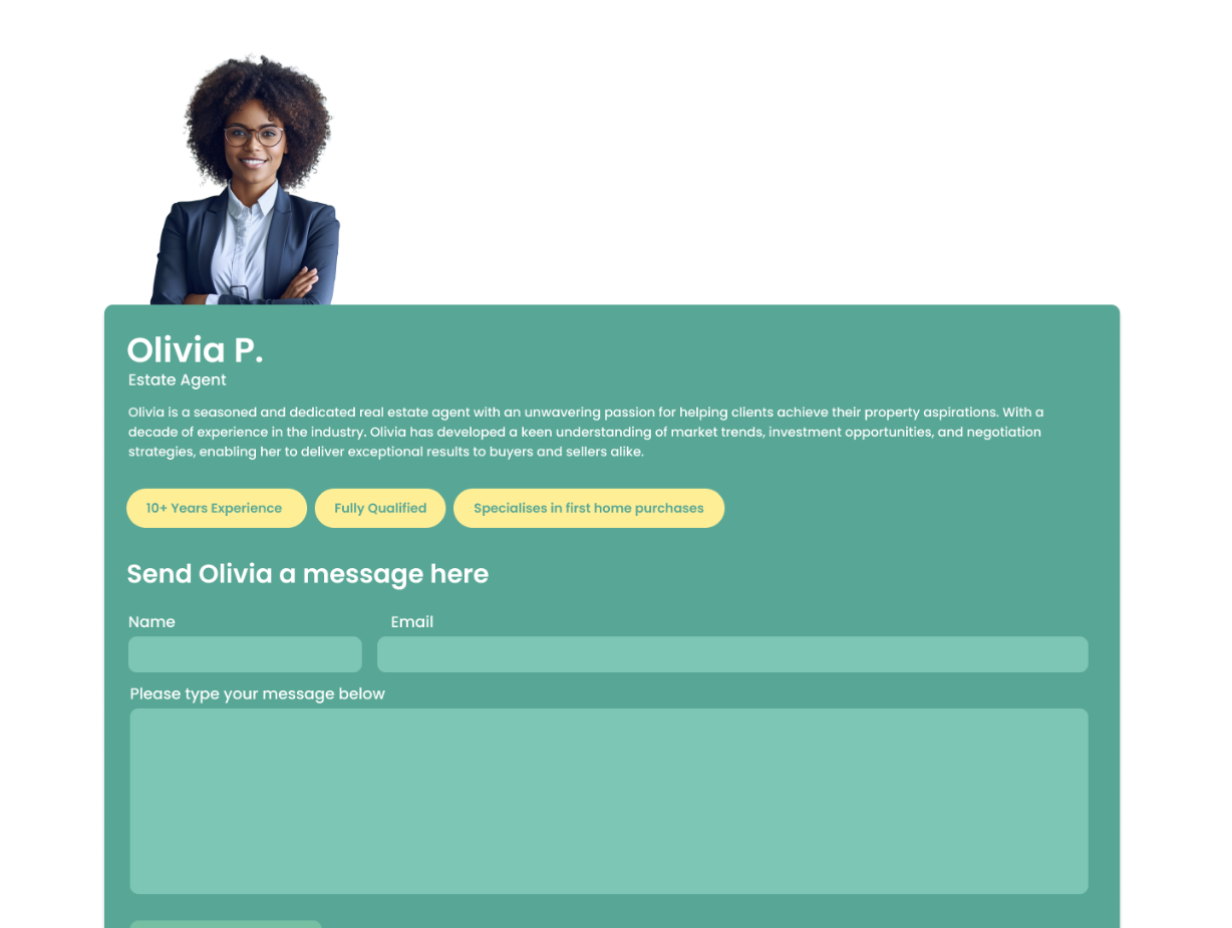 Olivia P.
Estate Agent
Olivia is a seasoned and dedicated real estate agent with an unwavering passion for helping clients achieve their property aspirations. With a
decade of experience in the industry. Olivia has developed a keen understanding of market trends, investment opportunities, and negotiation
strategies, enabling her to deliver exceptional results to buyers and sellers alike.
10+ Years Experience
Fully Qualified
Specialises in first home purchases
Send Olivia a message here
Name
Email
Please type your message below